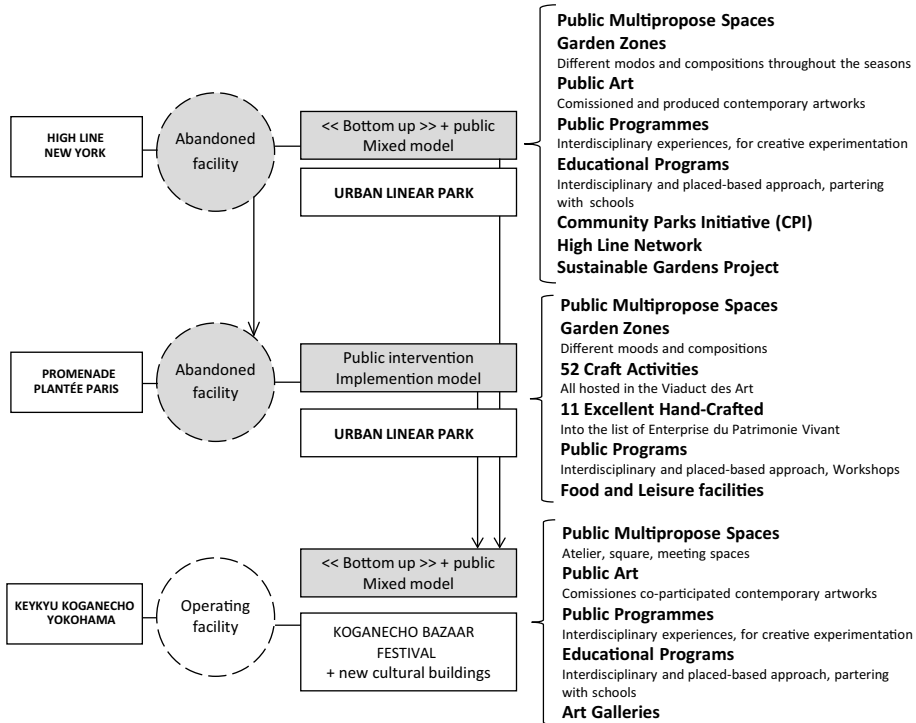 HIGH LINE
NEW YORK
Abandoned
facility
<< Bottom up >> + public
Mixed model
URBAN LINEAR PARK
Public Multipropose Spaces
Garden Zones
Different modos and compositions throughout the seasons
Public Art
Comissioned and produced contemporary artworks
Public Programmes
Interdisciplinary experiences, for creative experimentation
Educational Programs
Interdisciplinary and placed-based approach, partering
with schools
Community Parks Initiative (CPI)
High Line Network
Sustainable Gardens Project
PROMENADE
PLANTÉE PARIS
Abandoned
facility
Public intervention
Implemention model
URBAN LINEAR PARK
Public Multipropose Spaces
Garden Zones
Different moods and compositions
52 Craft Activities
All hosted in the Viaduct des Art
11 Excellent Hand-Crafted
Into the list of Enterprise du Patrimonie Vivant
Public Programs
Interdisciplinary and placed-based approach, Workshops
Food and Leisure facilities
KEYKYU KOGANECHO
YOKOHAMA
Operating
facility
<< Bottom up >> + public
Mixed model
KOGANECHO BAZAAR
FESTIVAL
+ new cultural buildings
Public Multipropose Spaces
Atelier, square, meeting spaces
Public Art
Comissiones co-participated contemporary artworks
Public Programmes
Interdisciplinary experiences, for creative experimentation
Educational Programs
Interdisciplinary and placed-based approach, partering
with schools
Art Galleries